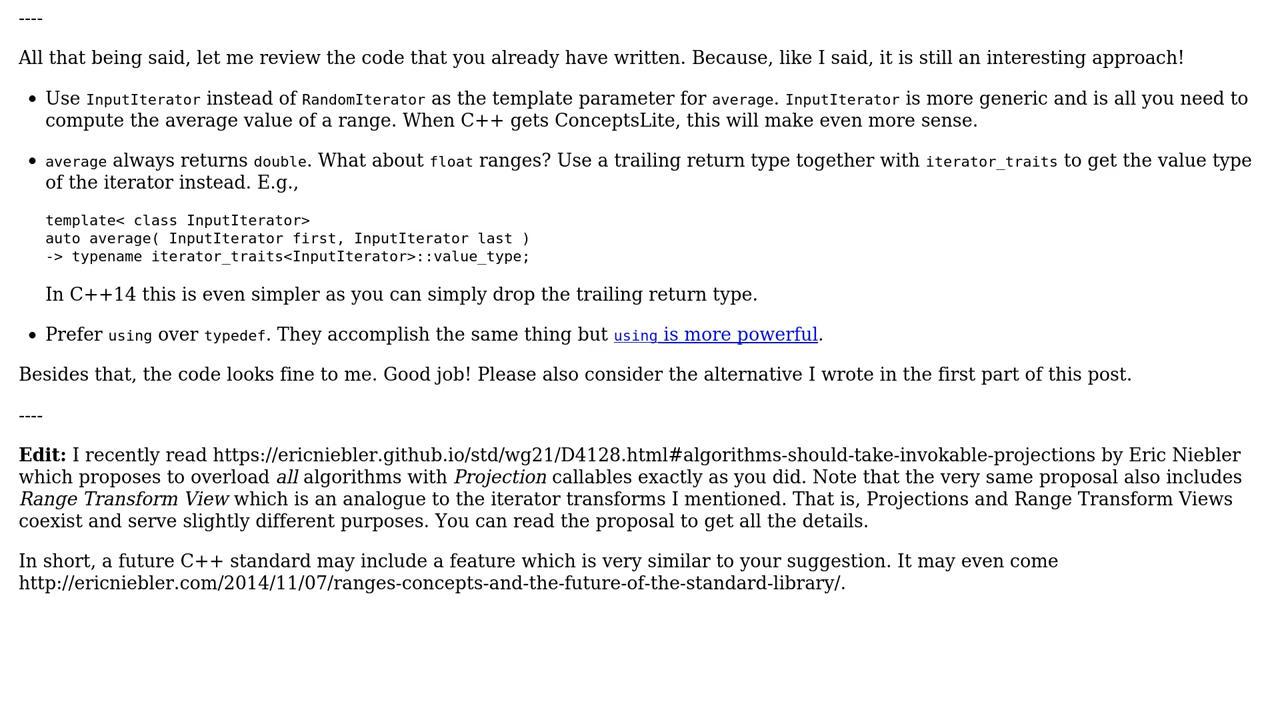 ----
All that being said, let me review the code that you already have written. Because, like I said, it is still an interesting approach!
• Use InputIterator instead of RandomIterator as the template parameter for average. InputIterator is more generic and is all you need to
compute the average value of a range. When C++ gets ConceptsLite, this will make even more sense.
• average always returns double. What about float ranges? Use a trailing return type together with iterator_traits to get the value type
of the iterator instead. E.g.,
template< class InputIterator>
auto average( InputIterator first, InputIterator last )
-> typename iterator_traits<InputIterator>::value_type;
In C++14 this is even simpler as you can simply drop the trailing return type.
• Prefer using over typedef. They accomplish the same thing but using is more powerful.
Besides that, the code looks fine to me. Good job! Please also consider the alternative I wrote in the first part of this post.
----
Edit: I recently read https://ericniebler.github.io/std/wg21/D4128.html#algorithms-should-take-invokable-projections by Eric Niebler
which proposes to overload all algorithms with Projection callables exactly as you did. Note that the very same proposal also includes
Range Transform View which is an analogue to the iterator transforms I mentioned. That is, Projections and Range Transform Views
coexist and serve slightly different purposes. You can read the proposal to get all the details.
In short, a future C++ standard may include a feature which is very similar to your suggestion. It may even come
http://ericniebler.com/2014/11/07/ranges-concepts-and-the-future-of-the-standard-library/.